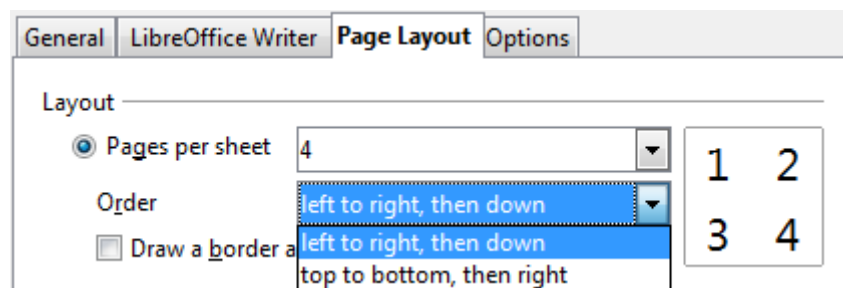 General LibreOffice Writer Page Layout Options
Layout
Pages per sheet 4
1 2
Order left to right, then down
Draw a border a left to right, then down
3 4
top to bottom, then right